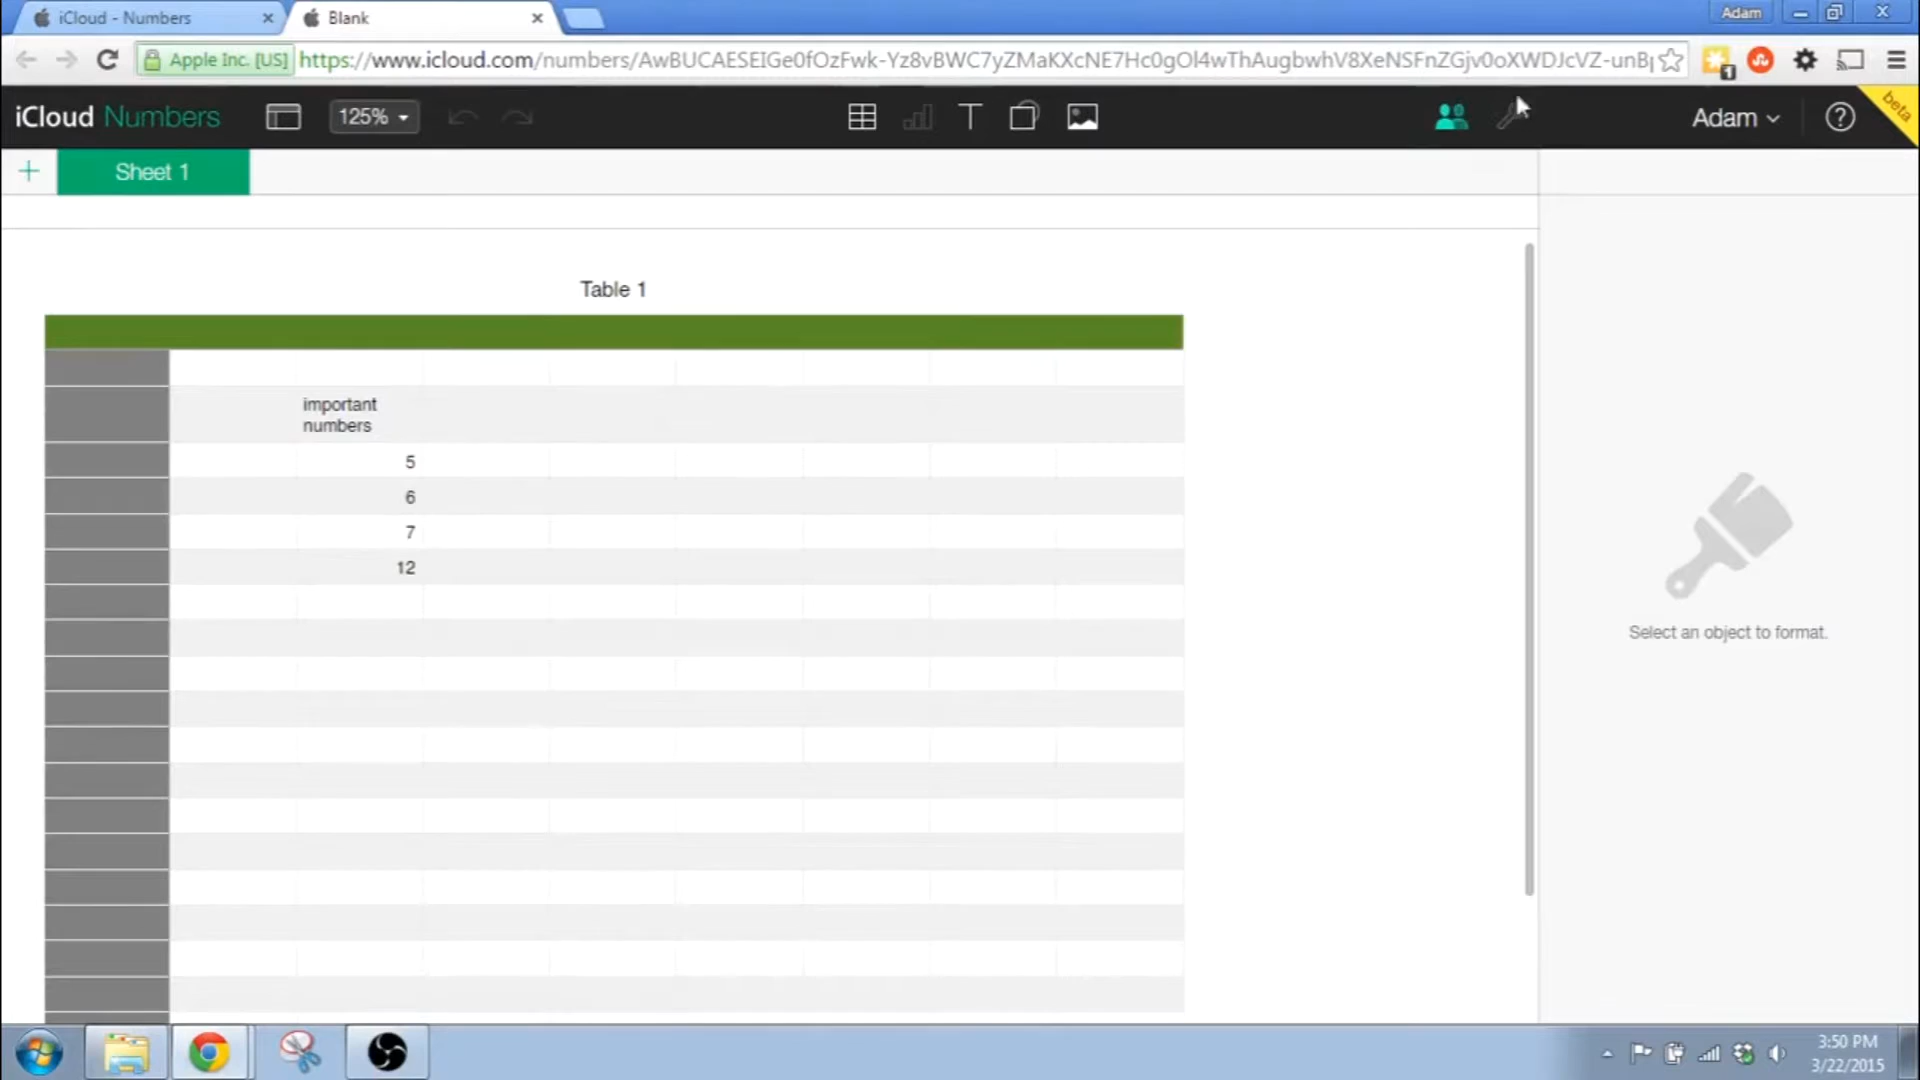 iCloud - Numbers
Blank
Adam
Apple Inc. [US]
https://www.icloud.com/numbers/AwBUCAESEIGe0fOzFwk-Yz8vBWC7yZMaKXcNE7Hc0gOl4wThAugbwhV8XeNSFnZGjv0oXWDJcVZ-unB
1
iCloud Numbers
125%
Adam
?
beta
+
Sheet 1
Table 1
important
numbers
5
6
7
12
Select an object to format.
3:50 PM
3/22/2015